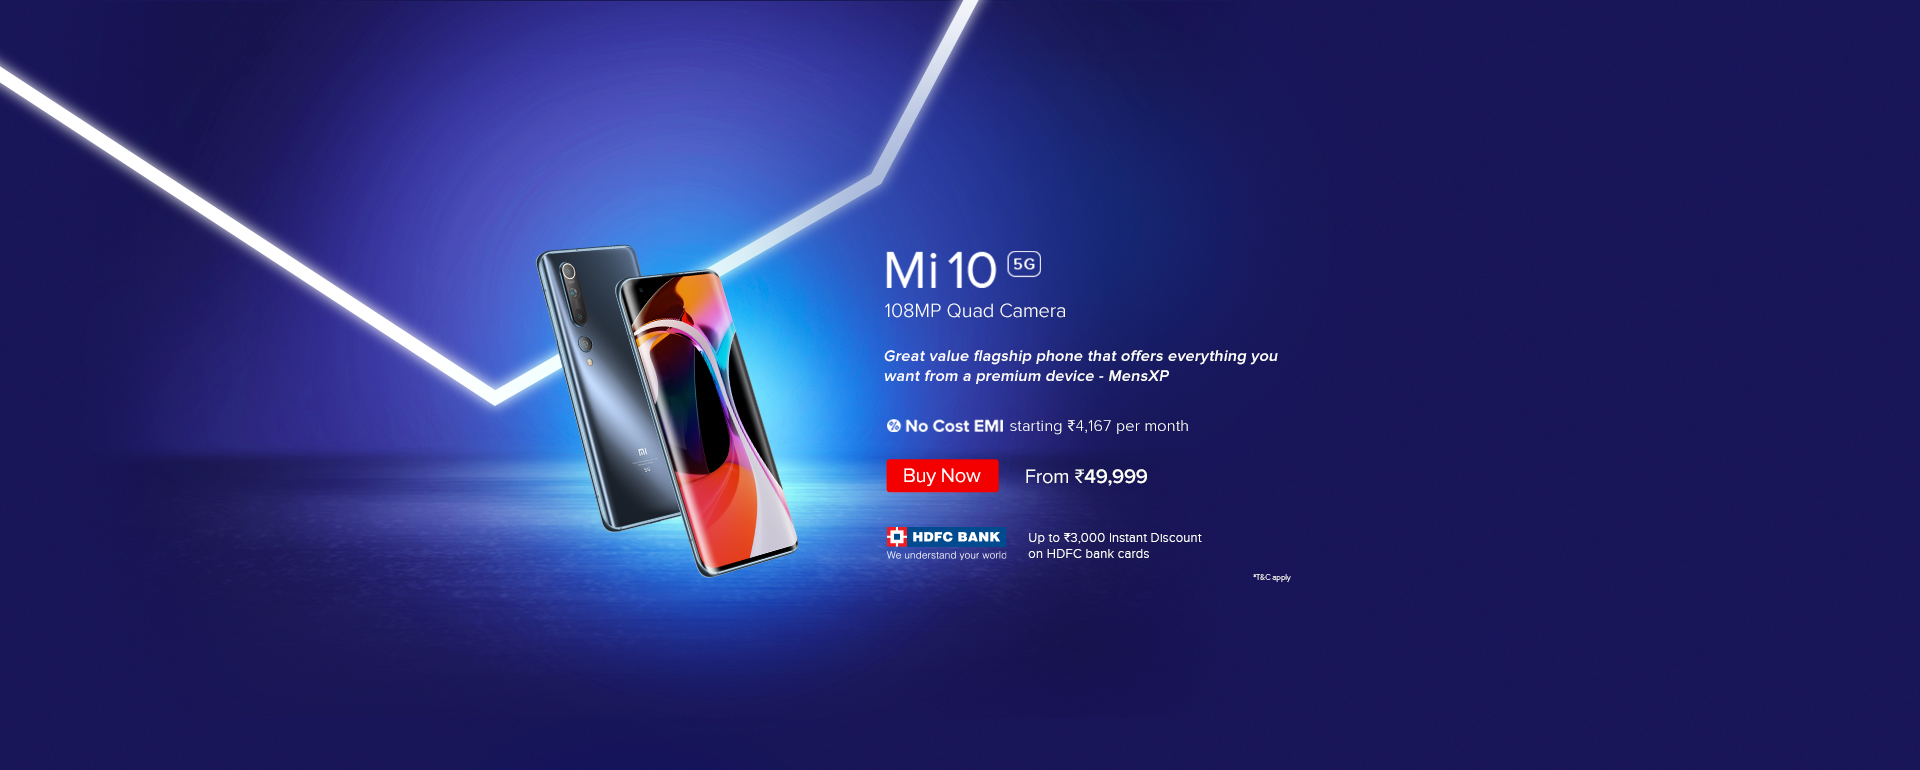 Mi 10 5G
108MP Quad Camera
Great value flagship phone that offers everything you
want from a premium device - MensXP
No Cost EMI starting ₹4,167 per month
Buy Now From ₹49,999
HDFC BANK
We understand your world
Up to ₹3,000 Instant DIscount
on HDFC bank cards
*T&C apply
MI
5G